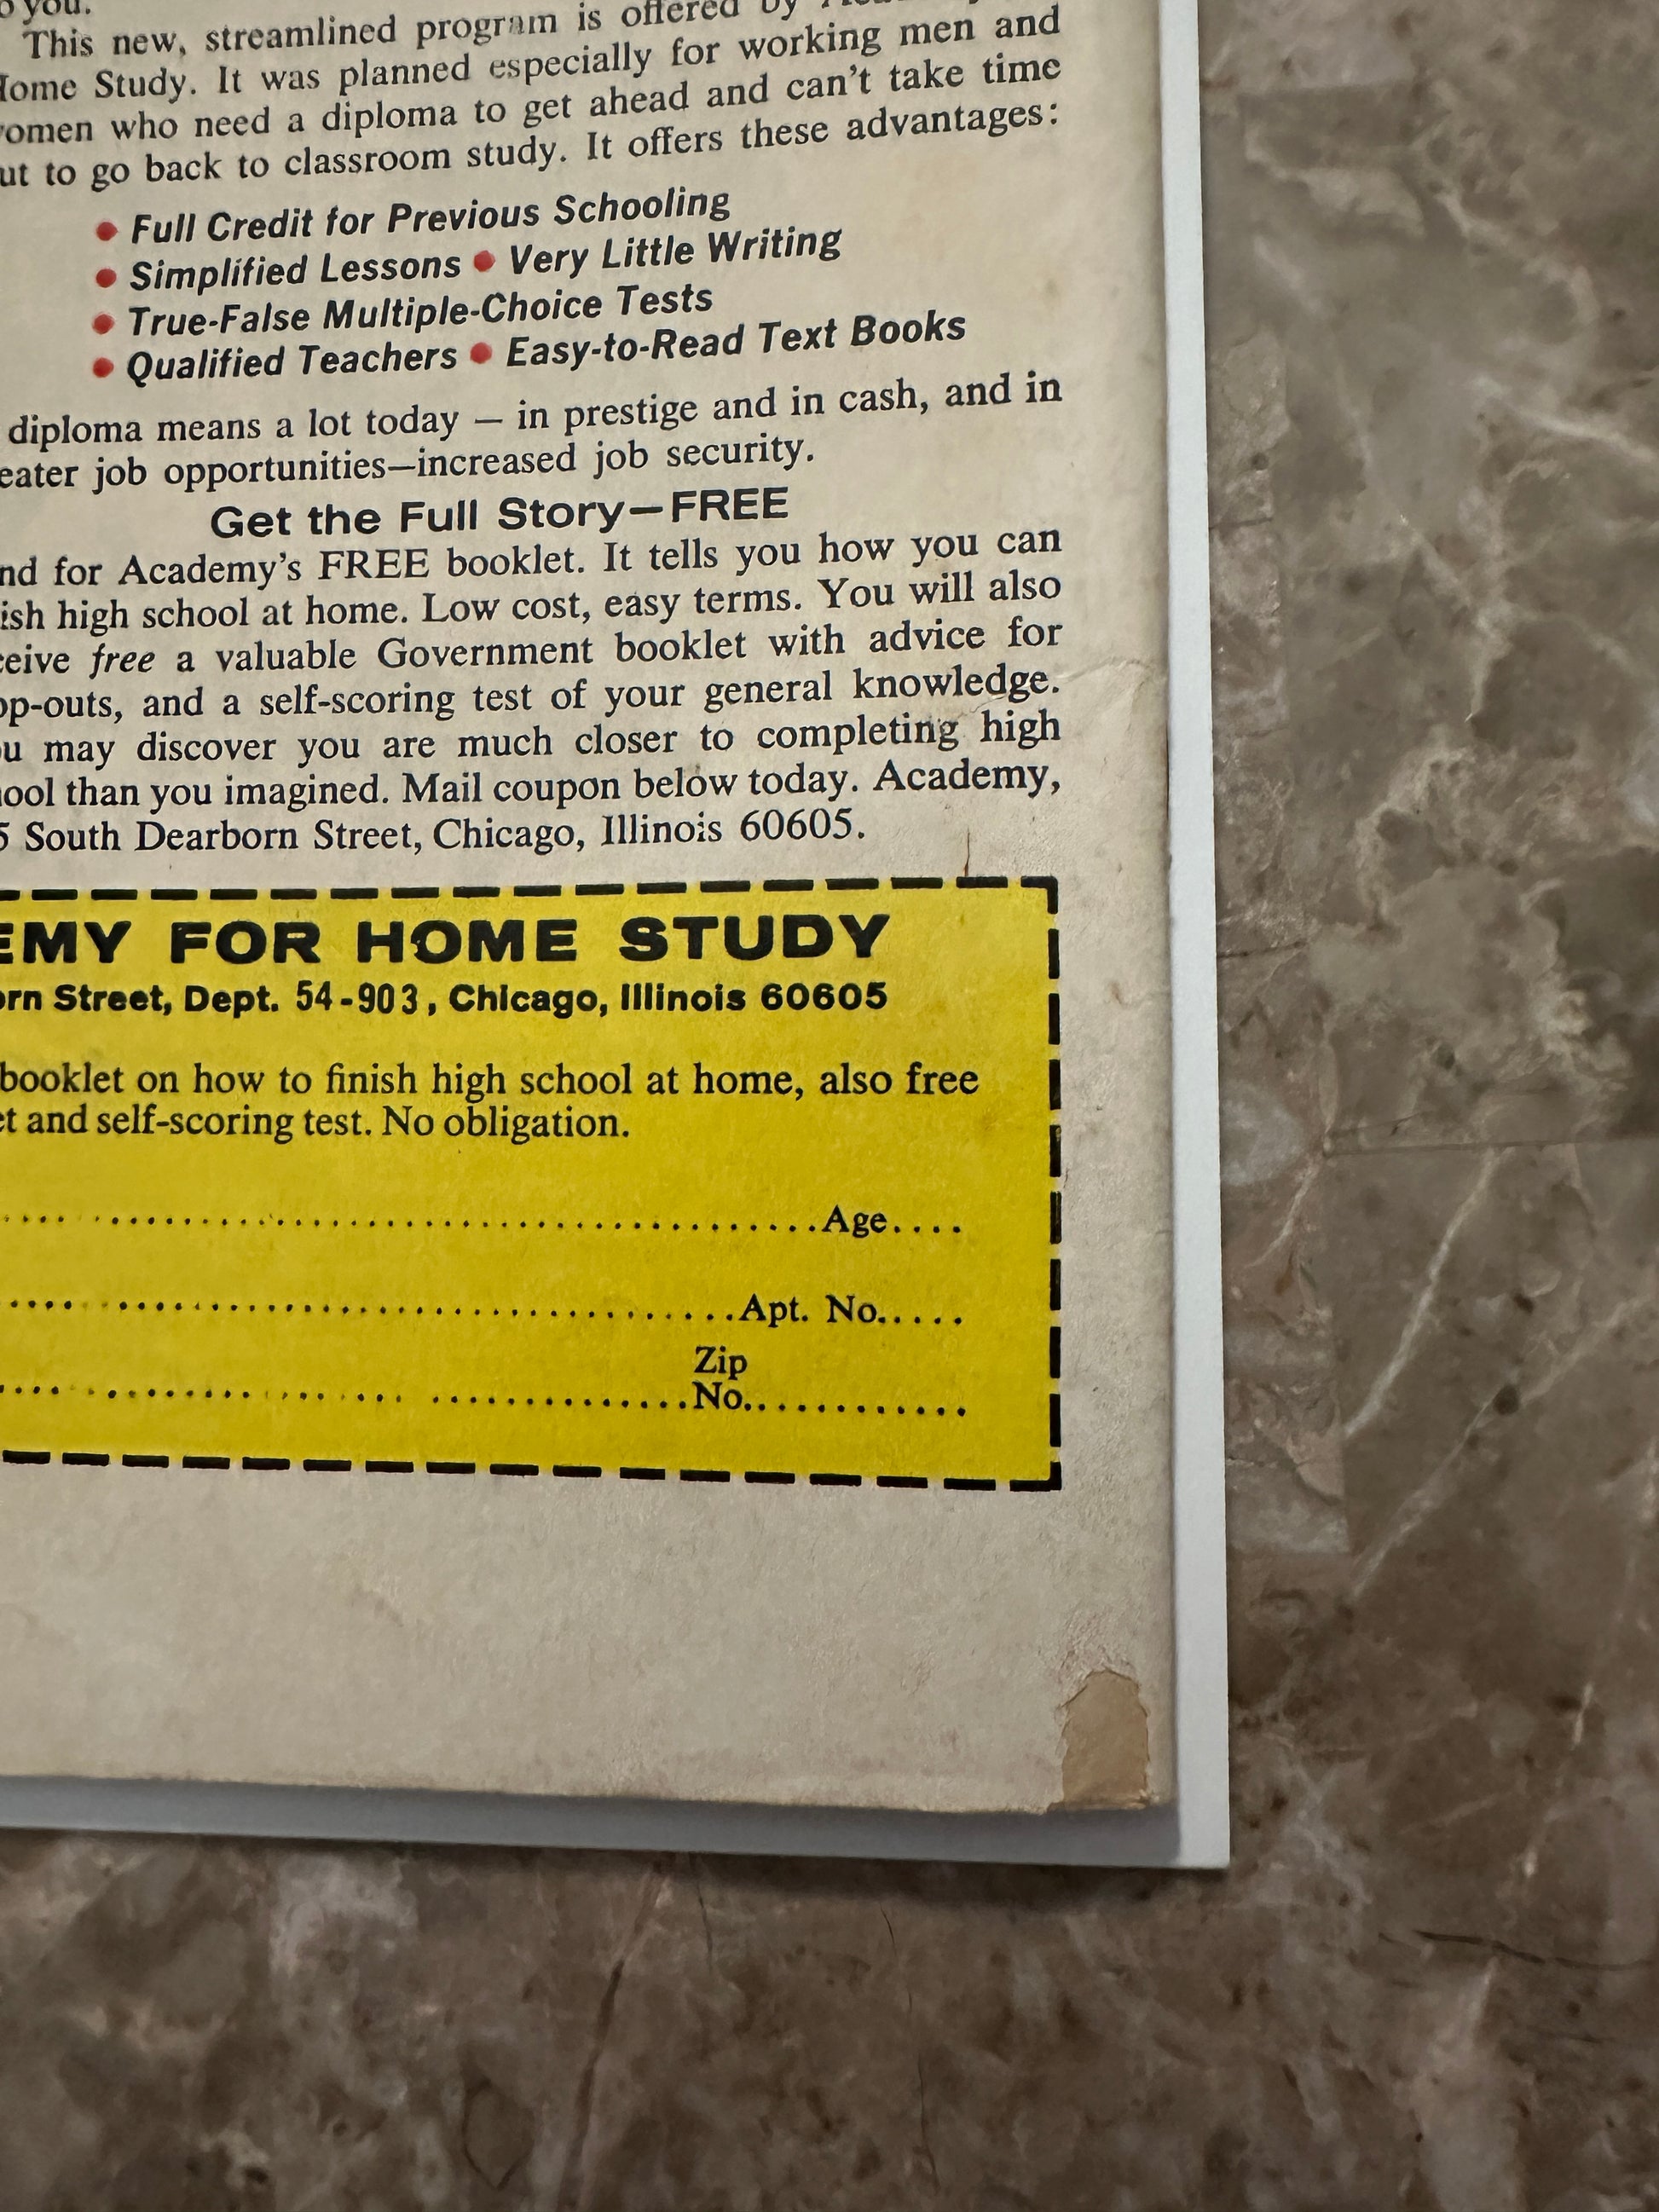 o you.
This new, streamlined program is offered by
Home Study. It was planned especially for working men and
women who need a diploma to get ahead and can't take time
ut to go back to classroom study. It offers these advantages:
• Full Credit for Previous Schooling
• Simplified Lessons • Very Little Writing
• True-False Multiple-Choice Tests
• Qualified Teachers • Easy-to-Read Text Books
diploma means a lot today — in prestige and in cash, and in
eater job opportunities—increased job security.
Get the Full Story—FREE
nd for Academy's FREE booklet. It tells you how you can
ish high school at home. Low cost, easy terms. You will also
ceive free a valuable Government booklet with advice for
op-outs, and a self-scoring test of your general knowledge.
ou may discover you are much closer to completing high
hool than you imagined. Mail coupon below today. Academy,
5 South Dearborn Street, Chicago, Illinois 60605.
EMY FOR HOME STUDY
orn Street, Dept. 54-903, Chicago, Illinois 60605
booklet on how to finish high school at home, also free
et and self-scoring test. No obligation.
Age....
Apt. No.....
Zip
No............